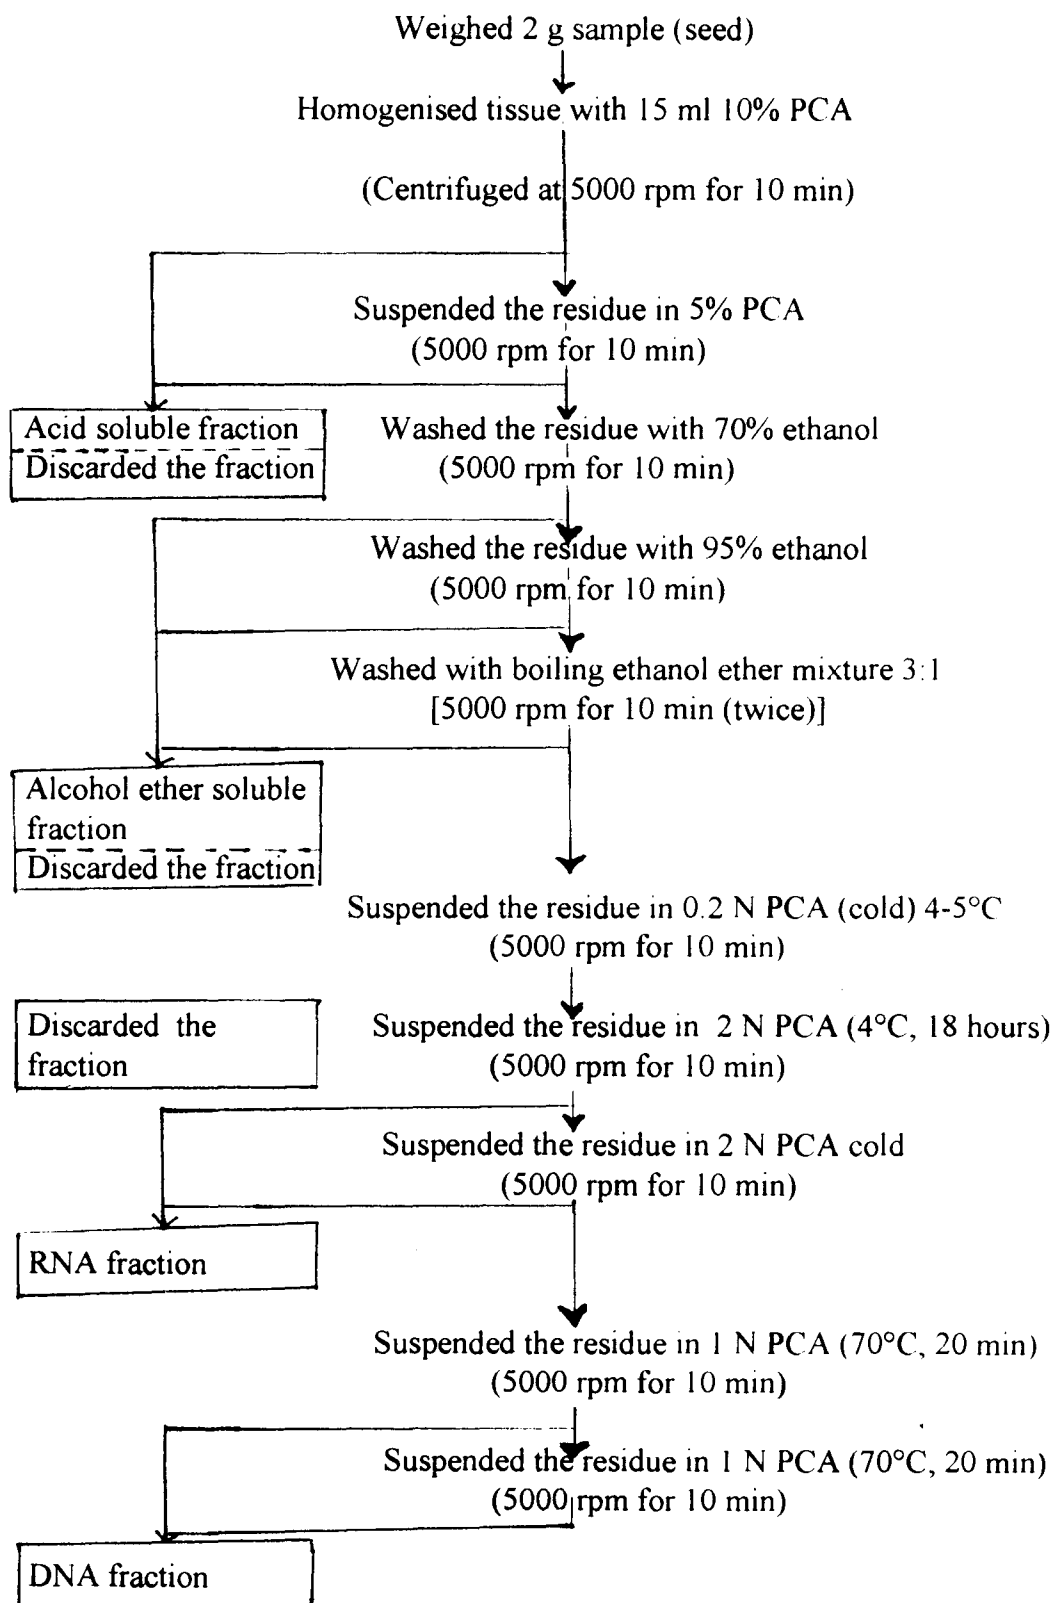 Weighed 2 g sample (seed)
Homogenised tissue with 15 ml 10% PCA
(Centrifuged at 5000 rpm for 10 min)
Suspended the residue in 5% PCA
(5000 rpm for 10 min)
Acid soluble fraction
Discarded the fraction
Washed the residue with 70% ethanol
(5000 rpm for 10 min)
Washed the residue with 95% ethanol
(5000 rpm for 10 min)
Washed with boiling ethanol ether mixture 3:1
[5000 rpm for 10 min (twice)]
Alcohol ether soluble
fraction
Discarded the fraction
Suspended the residue in 0.2 N PCA (cold) 4-5°C
(5000 rpm for 10 min)
Discarded the
fraction
Suspended the residue in 2 N PCA (4°C, 18 hours)
(5000 rpm for 10 min)
Suspended the residue in 2 N PCA cold
(5000 rpm for 10 min)
RNA fraction
Suspended the residue in 1 N PCA (70°C, 20 min)
(5000 rpm for 10 min)
Suspended the residue in 1 N PCA (70°C, 20 min)
(5000 rpm for 10 min)
DNA fraction